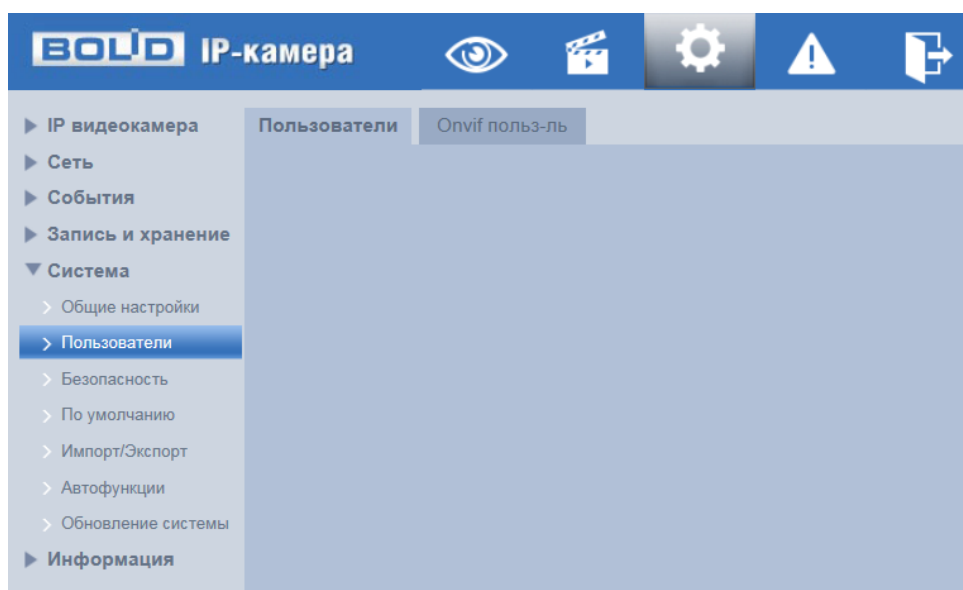 BOLID IP-камера
Пользователи Onvif польз-ль
IP видеокамера
Сеть
События
Запись и хранение
Система
Общие настройки
Пользователи
Безопасность
По умолчанию
Импорт/Экспорт
Автофункции
Обновление системы
Информация